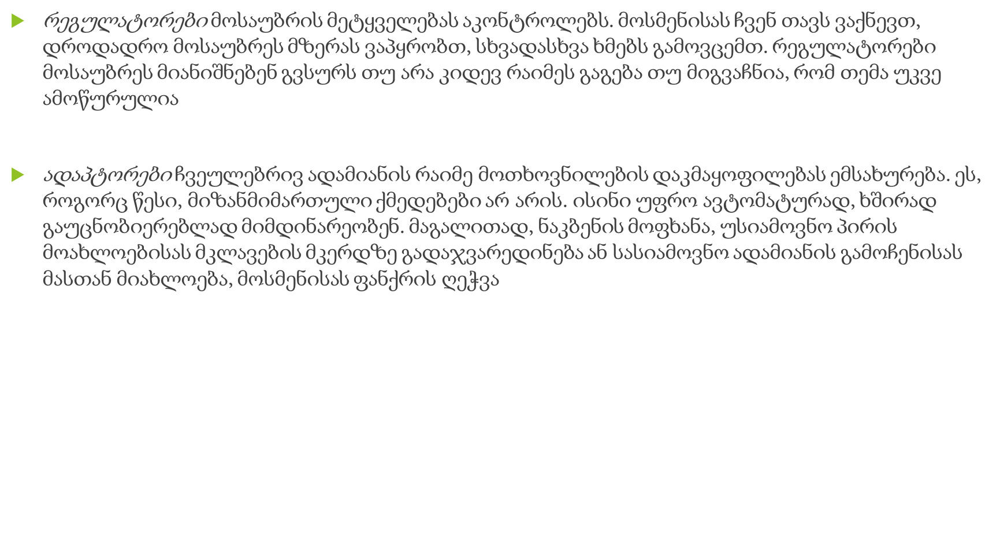 რეგულატორები მოსაუბრის მეტყველებას აკონტროლებს. მოსმენისას ჩვენ თავს ვაქნევთ,
დროდადრო მოსაუბრეს მზერას ვაპყრობთ, სხვადასხვა ხმებს გამოვცემთ. რეგულატორები
მოსაუბრეს მიანიშნებენ გვსურს თუ არა კიდევ რაიმეს გაგება თუ მიგვაჩნია, რომ თემა უკვე
ამოწურულია
ადაპტორები ჩვეულებრივ ადამიანის რაიმე მოთხოვნილების დაკმაყოფილებას ემსახურება. ეს,
როგორც წესი, მიზანმიმართული ქმედებები არ არის. ისინი უფრო ავტომატურად, ხშირად
გაუცნობიერებლად მიმდინარეობენ. მაგალითად, ნაკბენის მოფხანა, უსიამოვნო პირის
მოახლოებისას მკლავების მკერდზე გადაჯვარედინება ან სასიამოვნო ადამიანის გამოჩენისას
მასთან მიახლოება, მოსმენისას ფანქრის ღეჭვა